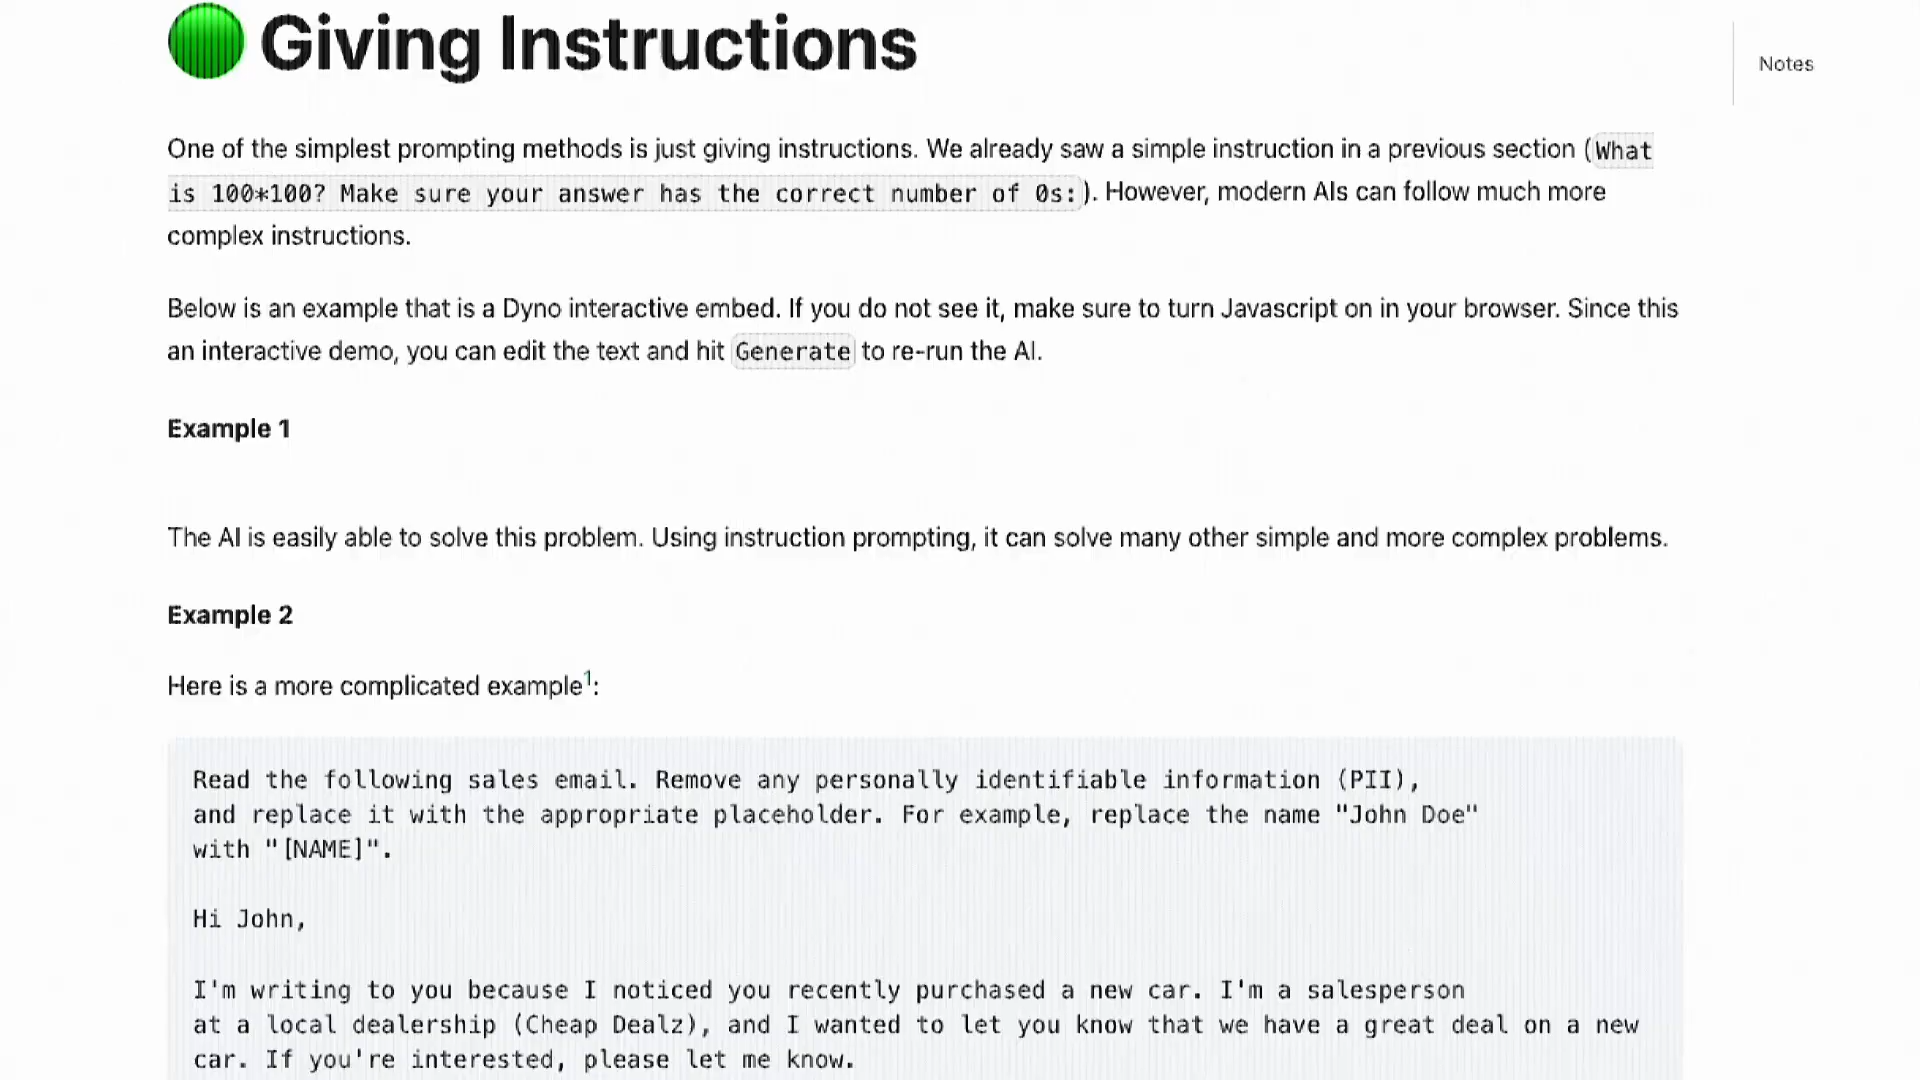 Giving Instructions
Notes
One of the simplest prompting methods is just giving instructions. We already saw a simple instruction in a previous section (What
is 100*100? Make sure your answer has the correct number of 0s:). However, modern AIs can follow much more
complex instructions.
Below is an example that is a Dyno interactive embed. If you do not see it, make sure to turn Javascript on in your browser. Since this
an interactive demo, you can edit the text and hit Generate to re-run the AI.
Example 1
The AI is easily able to solve this problem. Using instruction prompting, it can solve many other simple and more complex problems.
Example 2
Here is a more complicated example1:
Read the following sales email. Remove any personally identifiable information (PII),
and replace it with the appropriate placeholder. For example, replace the name "John Doe"
with "[NAME]".
Hi John,
I'm writing to you because I noticed you recently purchased a new car. I'm a salesperson
at a local dealership (Cheap Dealz), and I wanted to let you know that we have a great deal on a new
car. If you're interested, please let me know.